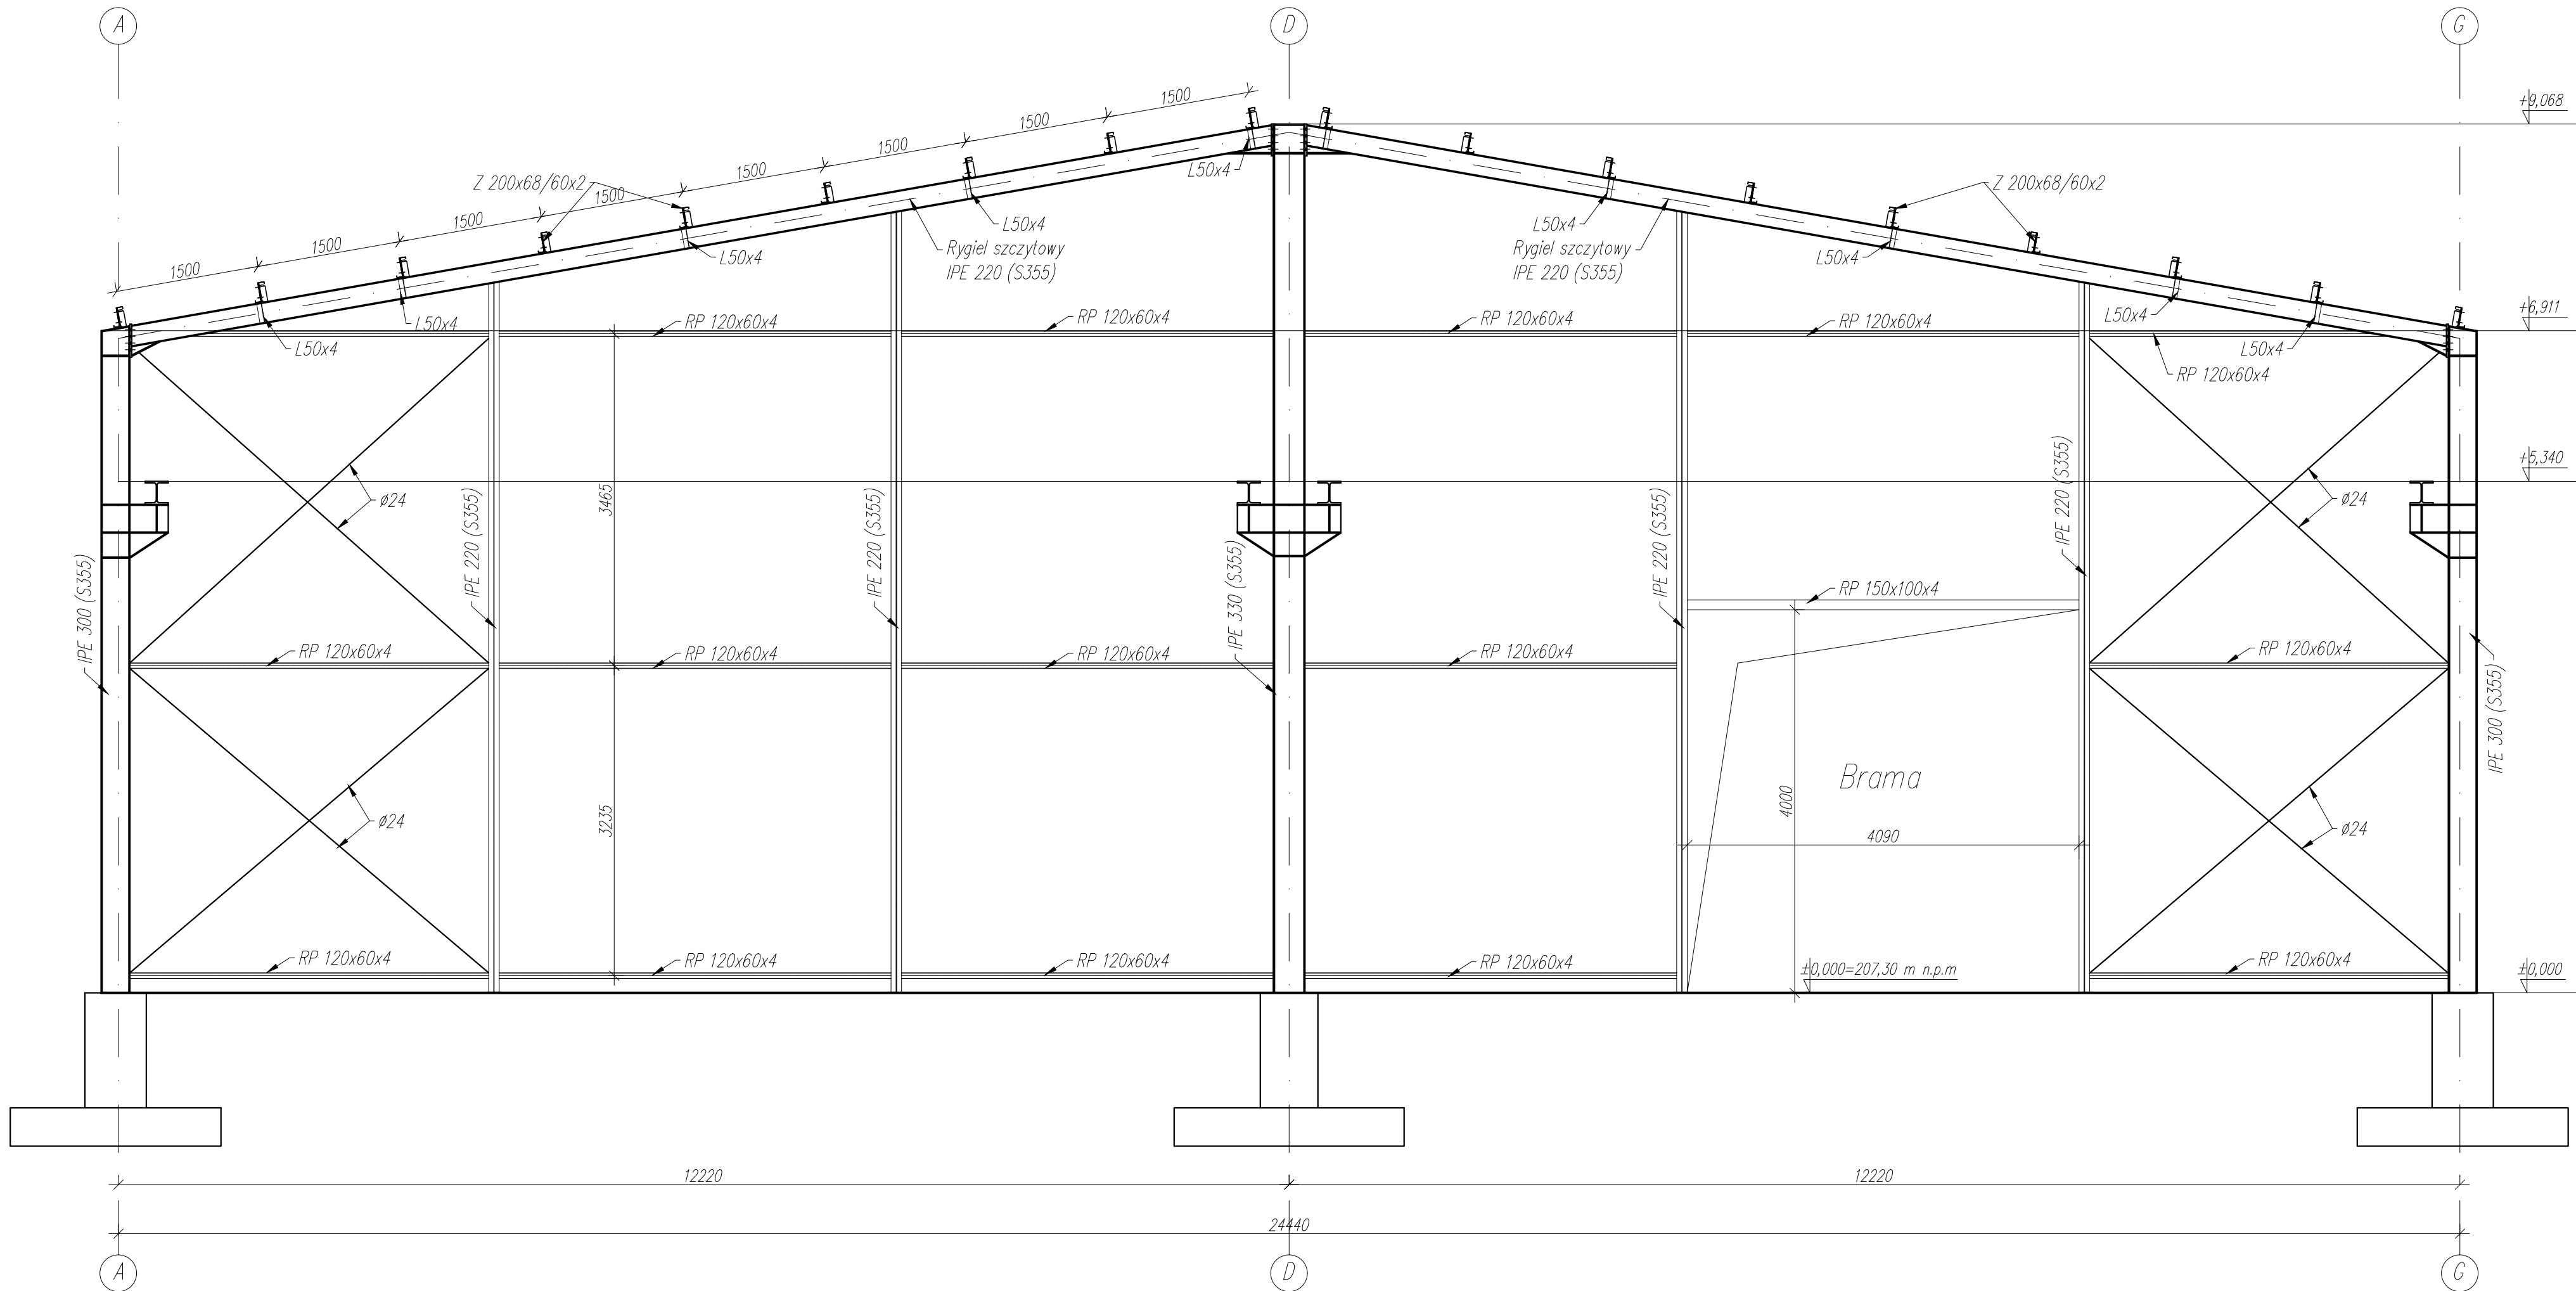 A
D
G
1500
1500
1500
1500
1500
1500
1500
1500
+9,068
Z 200x68/60x2
L50x4
Z 200x68/60x2
L50x4
Rygiel szczytowy
IPE 220 (S355)
L50x4
Rygiel szczytowy
IPE 220 (S355)
L50x4
L50x4
L50x4
L50x4
L50x4
L50x4
RP 120x60x4
RP 120x60x4
RP 120x60x4
RP 120x60x4
RP 120x60x4
+6,911
+5,340
ø24
3465
ø24
IPE 300 (S355)
IPE 220 (S355)
IPE 220 (S355)
IPE 330 (S355)
IPE 220 (S355)
IPE 220 (S355)
IPE 300 (S355)
RP 150x100x4
RP 120x60x4
RP 120x60x4
RP 120x60x4
RP 120x60x4
RP 120x60x4
ø24
3235
4000
Brama
4090
ø24
RP 120x60x4
RP 120x60x4
RP 120x60x4
RP 120x60x4
±0,000=207,30 m n.p.m
RP 120x60x4
±0,000
12220
12220
24440
A
D
G